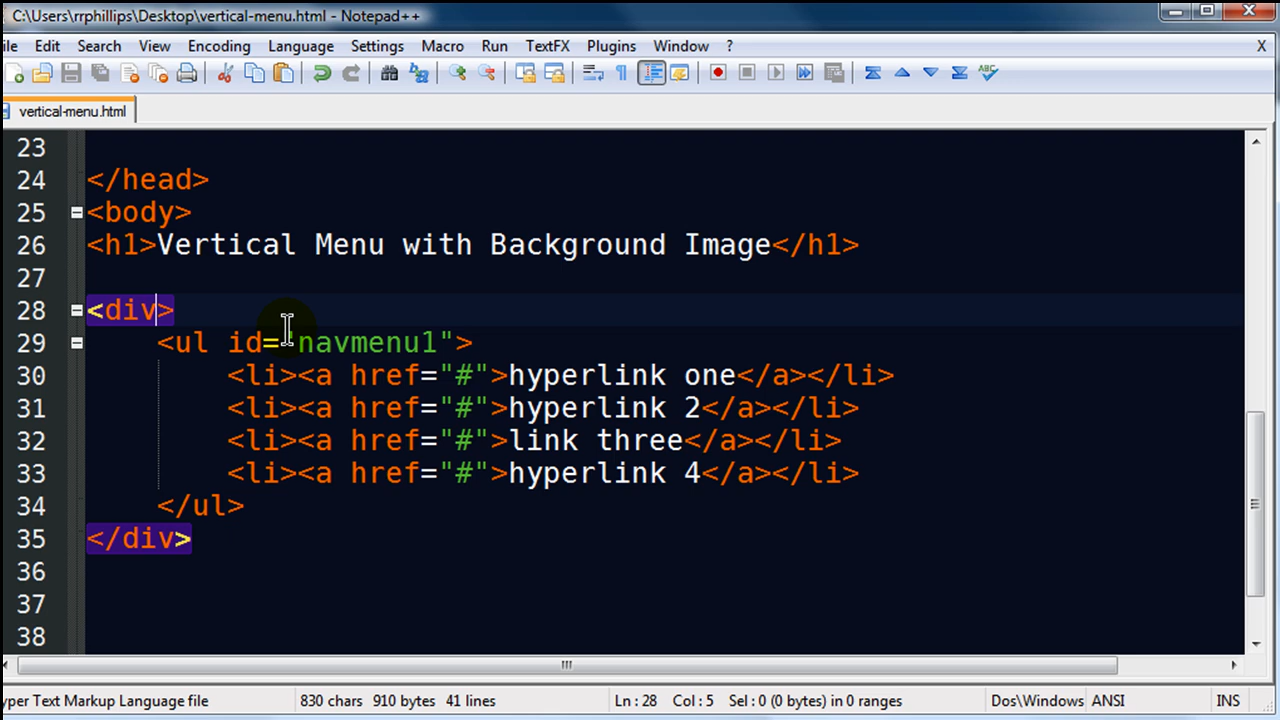 C:\Users\rrphillips\Desktop\vertical-menu.html - Notepad++
ile Edit Search View Encoding Language Settings Macro Run TextFX Plugins Window ? X
ABC
vertical-menu.html
23
24 </head>
25 <body>
26 <h1>Vertical Menu with Background Image</h1>
27
28 <div>
29 <ul id="navmenu1">
30 <li><a href="#">hyperlink one</a></li>
31 <li><a href="#">hyperlink 2</a></li>
32 <li><a href="#">link three</a></li>
33 <li><a href="#">hyperlink 4</a></li>
34 </ul>
35 </div>
36
37
38
yper Text Markup Language file 830 chars 910 bytes 41 lines Ln : 28 Col : 5 Sel : 0 (0 bytes) in 0 ranges Dos\Windows ANSI INS